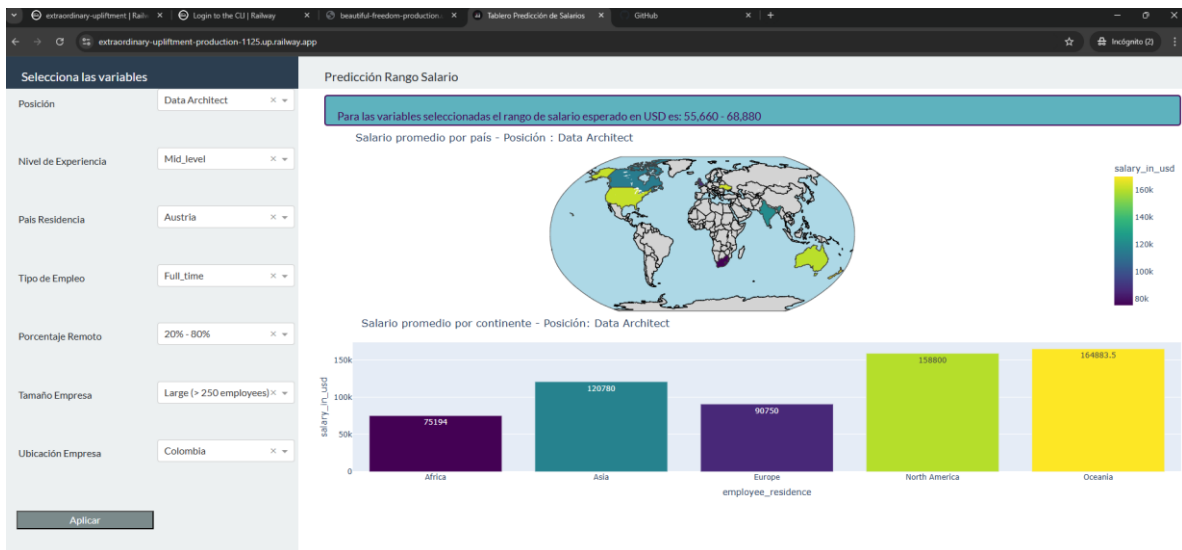 extraordinary-upliftment | Railw
Login to the CLI | Railway
beautiful-freedom-production
Tablero Predicción de Salarios
GitHub
extraordinary-upliftment-production-1125.up.railway.app
Incógnito (2)
Selecciona las variables
Posición
Data Architect
Nivel de Experiencia
Mid_level
Pais Residencia
Austria
Tipo de Empleo
Full_time
Porcentaje Remoto
20% - 80%
Tamaño Empresa
Large (> 250 employees)
Ubicación Empresa
Colombia
Aplicar
Predicción Rango Salario
Para las variables seleccionadas el rango de salario esperado en USD es: 55,660 - 68,880
Salario promedio por país - Posición : Data Architect
salary_in_usd
160k
140k
120k
100k
80k
Salario promedio por continente - Posición: Data Architect
salary_in_usd
150k
100k
50k
0
75194
120780
90750
158800
164883.5
Africa
Asia
Europe
North America
Oceania
employee_residence